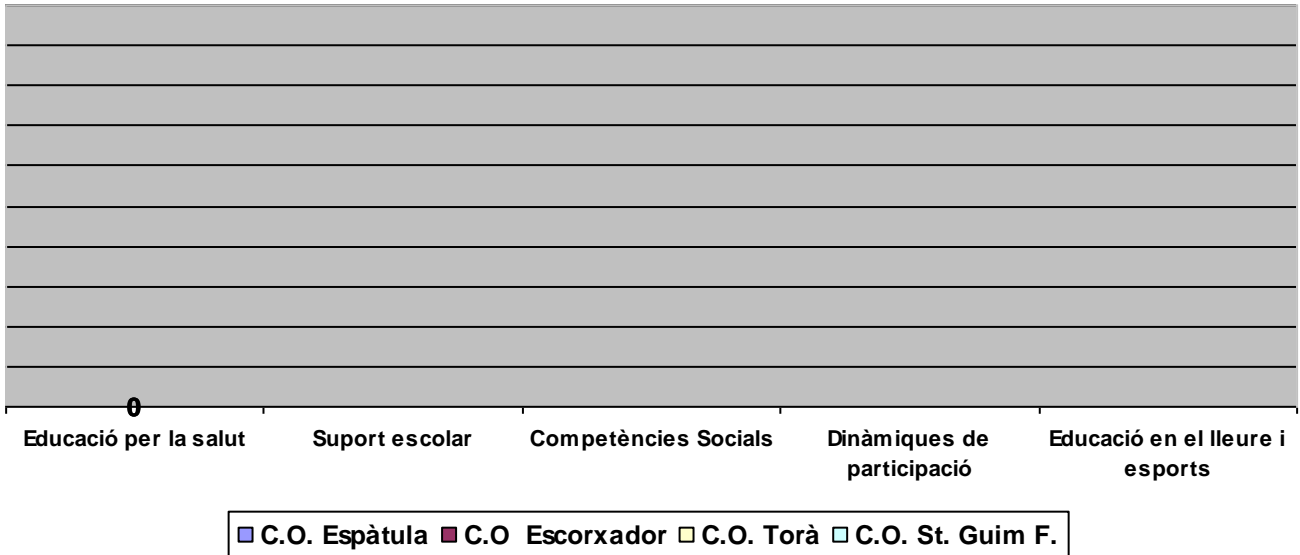 0
Educació per la salut
Suport escolar
Competències Socials
Dinàmiques de
participació
Educació en el lleure i
esports
C.O. Espàtula C.O Escorxador C.O. Torà C.O. St. Guim F.